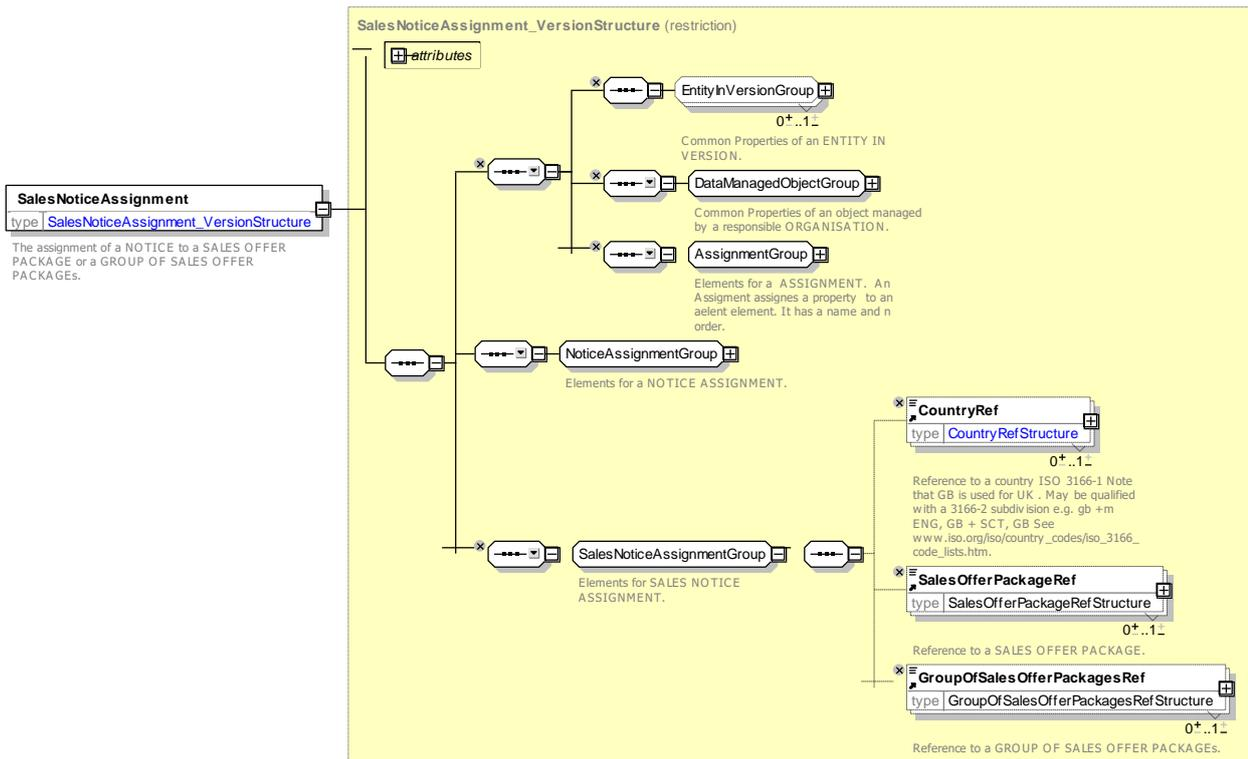 SalesNoticeAssignment_VersionStructure (restriction)
attributes
EntityInVersionGroup
0..1
Common Properties of an ENTITY IN
VERSION.
DataManagedObjectGroup
Common Properties of an object managed
by a responsible ORGANISATION.
SalesNoticeAssignment
type SalesNoticeAssignment_VersionStructure
The assignment of a NOTICE to a SALES OFFER
PACKAGE or a GROUP OF SALES OFFER
PACKAGEs.
AssignmentGroup
Elements for a ASSIGNMENT. An
Assigment assignes a property to an
aelent element. It has a name and n
order.
NoticeAssignmentGroup
Elements for a NOTICE ASSIGNMENT.
CountryRef
type CountryRefStructure
0..1
Reference to a country ISO 3166-1 Note
that GB is used for UK . May be qualified
with a 3166-2 subdivision e.g. gb +m
ENG, GB + SCT, GB See
www.iso.org/iso/country_codes/iso_3166_
code_lists.htm.
SalesNoticeAssignmentGroup
Elements for SALES NOTICE
ASSIGNMENT.
SalesOfferPackageRef
type SalesOfferPackageRefStructure
0..1
Reference to a SALES OFFER PACKAGE.
GroupOfSalesOfferPackagesRef
type GroupOfSalesOfferPackagesRefStructure
0..1
Reference to a GROUP OF SALES OFFER PACKAGEs.